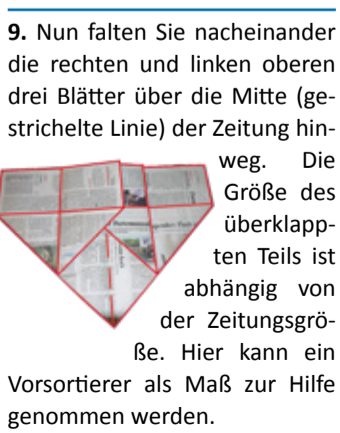 9. Nun falten Sie nacheinander
die rechten und linken oberen
drei Blätter über die Mitte (ge-
strichelte Linie) der Zeitung hin-
weg. Die
Größe des
überklapp-
ten Teils ist
abhängig von
der Zeitungsgrö-
ße. Hier kann ein
Vorsortierer als Maß zur Hilfe
genommen werden.